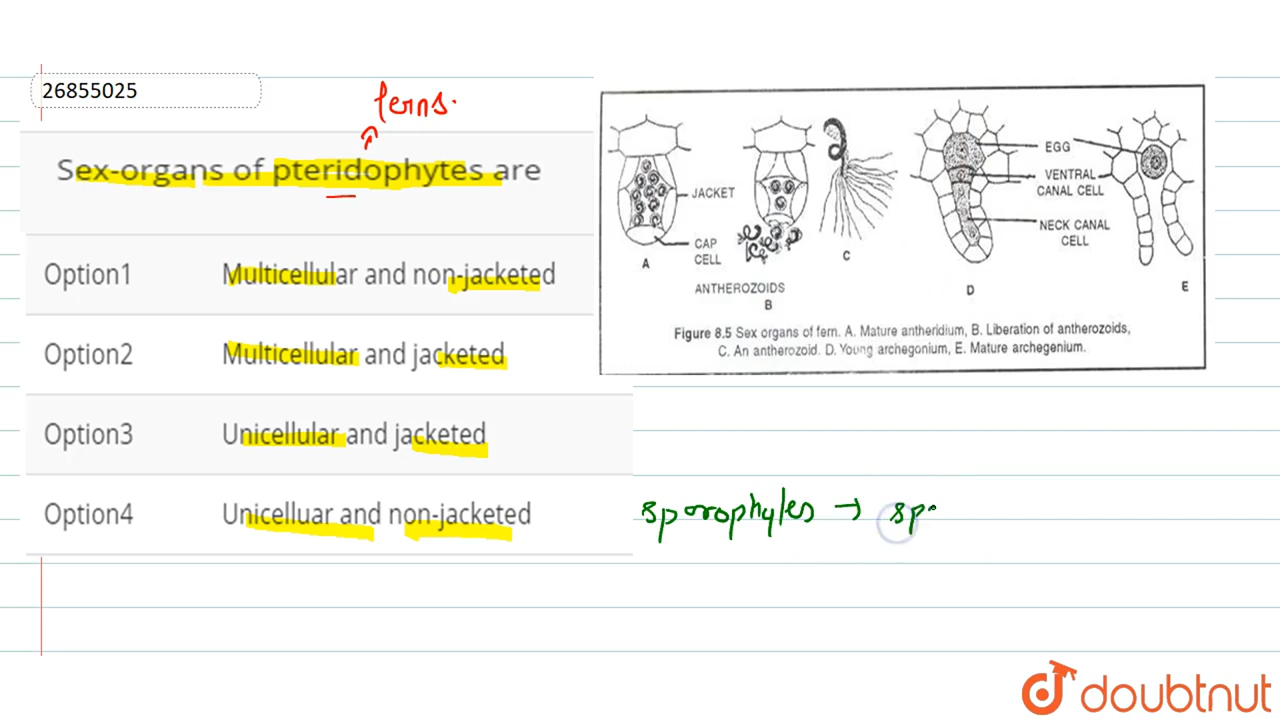 26855025
ferns.
Sex-organs of pteridophytes are
Option1 Multicellular and non-jacketed
Option2 Multicellular and jacketed
Option3 Unicellular and jacketed
Option4 Unicelluar and non-jacketed
JACKET
CAP
CELL
ANTHEROZOIDS
A
B
C
EGG
VENTRAL
CANAL CELL
NECK CANAL
CELL
D
E
Figure 8.5 Sex organs of fern. A. Mature antheridium, B. Liberation of antherozoids,
C. An antherozoid. D. Young archegonium, E. Mature archegenium.
sporophyles → sp
doubtnut